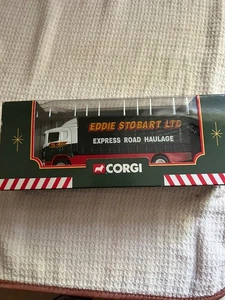 EDDIE STOBART LTD
EXPRESS ROAD HAULAGE
CORGI